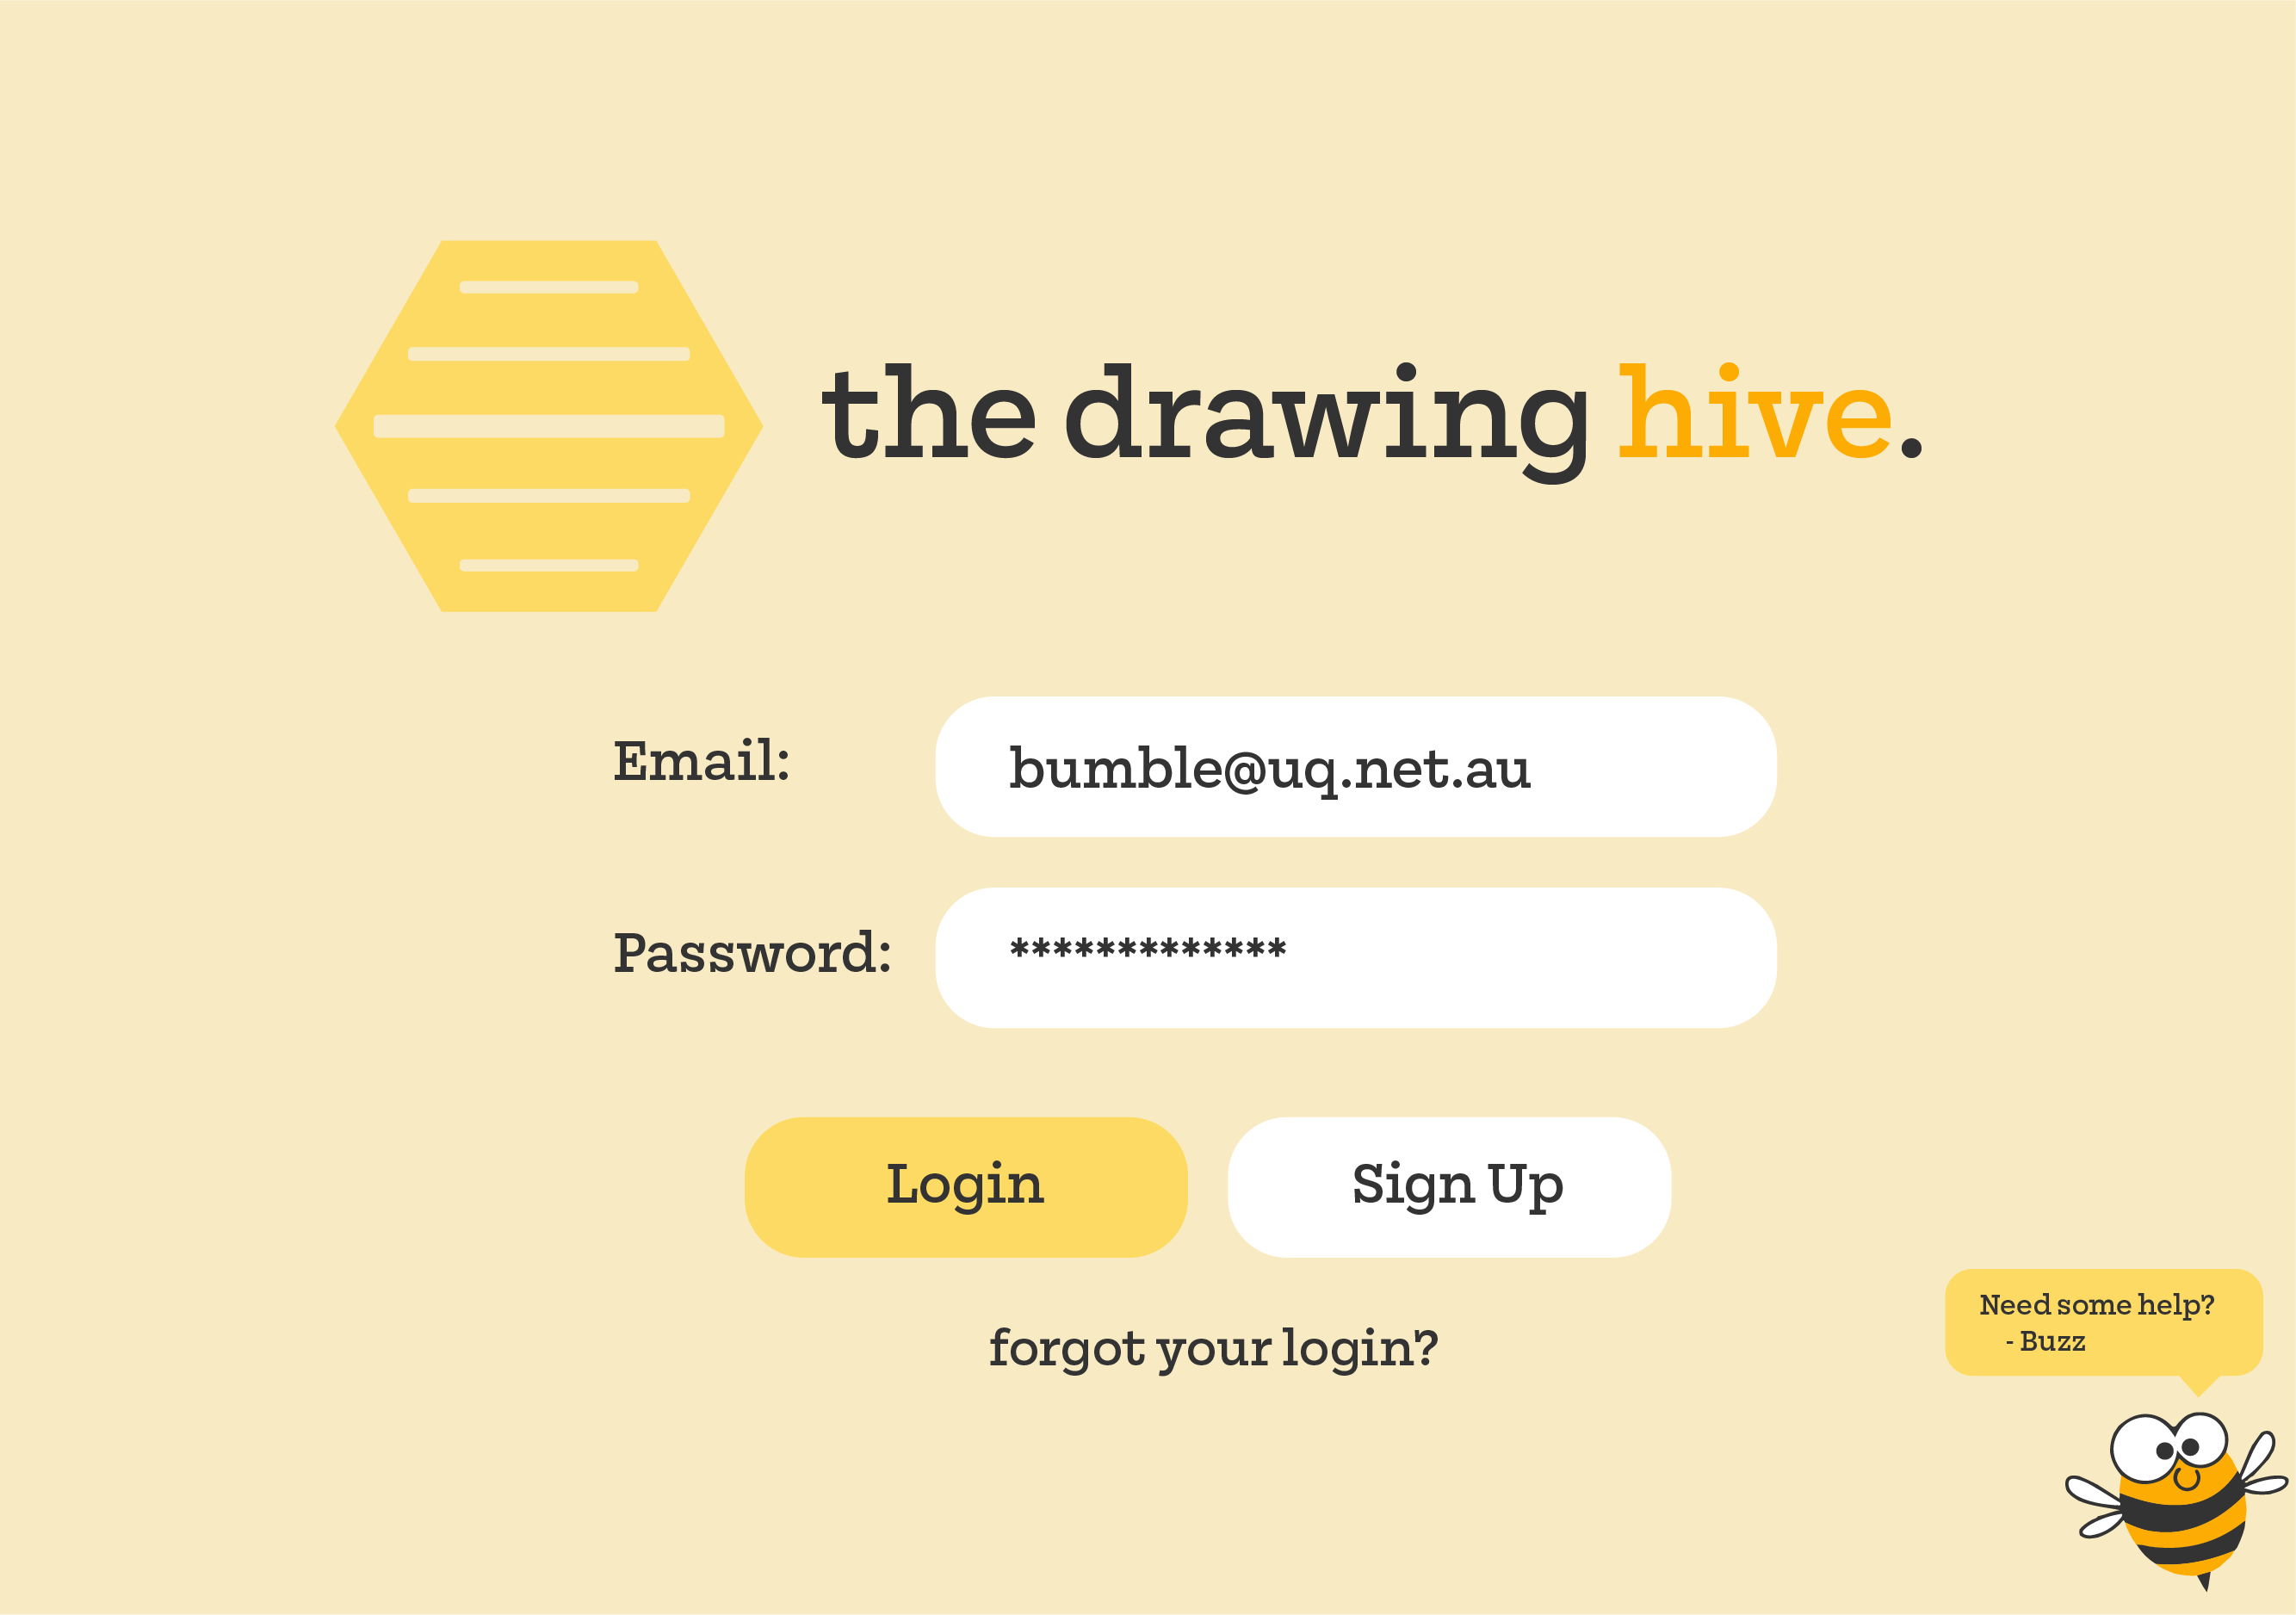 the drawing hive.
Email: bumble@uq.net.au
Password: *************
Login
Sign Up
forgot your login?
Need some help?
- Buzz